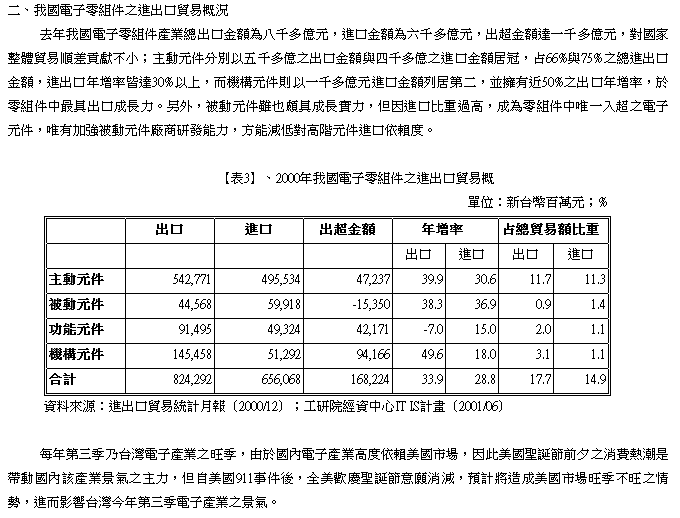 二、我國電子零組件之進出口貿易概況
去年我國電子零組件產業總出口金額為八千多億元，進口金額為六千多億元，出超金額達一千多億元，對國家
整體貿易順差貢獻不小；主動元件分別以五千多億之出口金額與四千多億之進口金額居冠，占66%與75%之總進出口
金額，進出口年增率皆達30%以上，而機構元件則以一千多億元進口金額列居第二，並擁有近50%之出口年增率，於
零組件中最具出口成長力。另外，被動元件雖也頗具成長實力，但因進口比重過高，成為零組件中唯一入超之電子
元件，唯有加強被動元件廠商研發能力，方能減低對高階元件進口依賴度。
【表3】、2000年我國電子零組件之進出口貿易概
單位：新台幣百萬元；%
出口 進口 出超金額 年增率 占總貿易額比重
出口 進口 出口 進口
主動元件 542,771 495,534 47,237 39.9 30.6 11.7 11.3
被動元件 44,568 59,918 -15,350 38.3 36.9 0.9 1.4
功能元件 91,495 49,324 42,171 -7.0 15.0 2.0 1.1
機構元件 145,458 51,292 94,166 49.6 18.0 3.1 1.1
合計 824,292 656,068 168,224 33.9 28.8 17.7 14.9
資料來源：進出口貿易統計月報〔2000/12〕；工研院經資中心IT IS計畫〔2001/06〕
每年第三季乃台灣電子產業之旺季，由於國內電子產業高度依賴美國市場，因此美國聖誕節前夕之消費熱潮是
帶動國內該產業景氣之主力，但自美國911事件後，全美歡慶聖誕節意願消減，預計將造成美國市場旺季不旺之情
勢，進而影響台灣今年第三季電子產業之景氣。